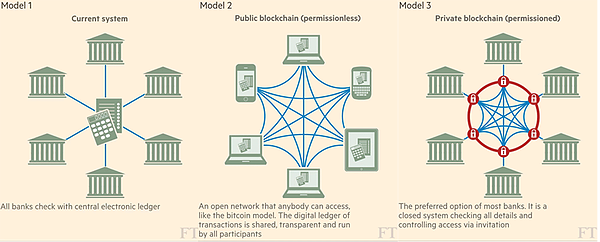 Model 1
Current system
All banks check with central electronic ledger
FT
Model 2
Public blockchain (permissionless)
An open network that anybody can access,
like the bitcoin model. The digital ledger of
transactions is shared, transparent and run
by all participants
FT
Model 3
Private blockchain (permissioned)
The preferred option of most banks. It is a
closed system checking all details and
controlling access via invitation
FT